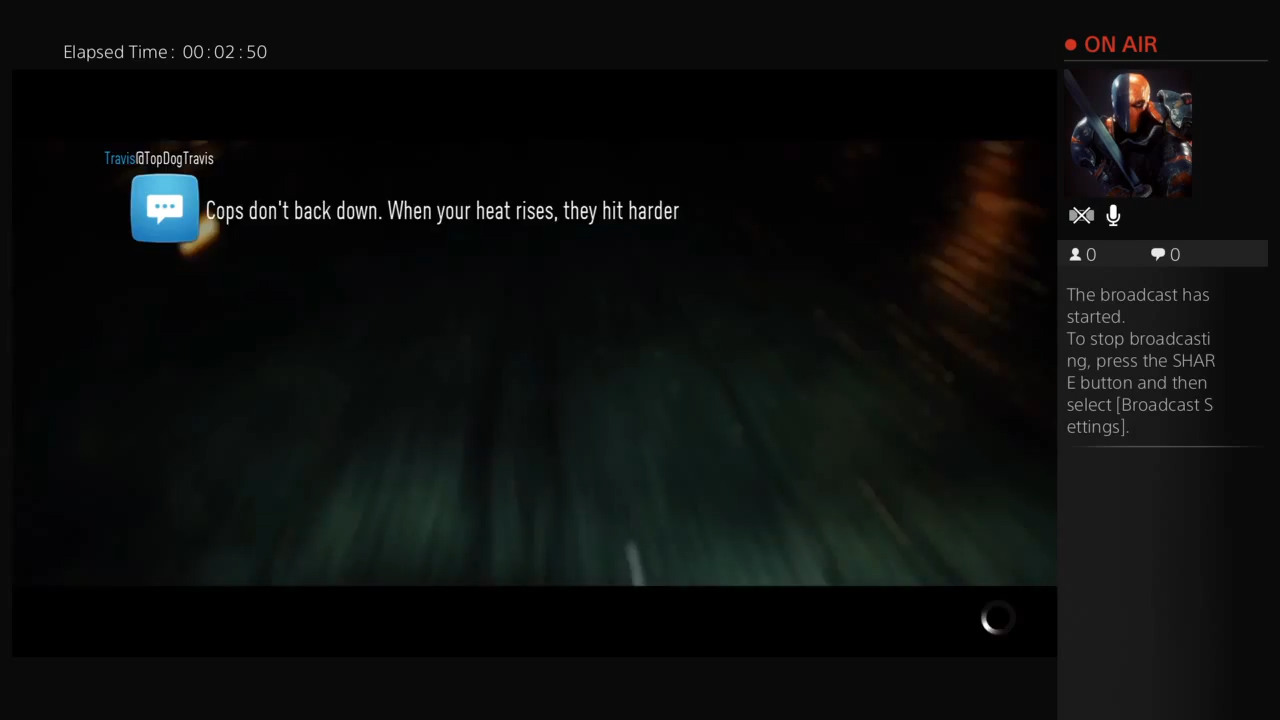 Elapsed Time: 00:02:50
ON AIR
Travis@TopDogTravis
Cops don't back down. When your heat rises, they hit harder
0 0
The broadcast has
started.
To stop broadcasti
ng, press the SHAR
E button and then
select [Broadcast S
ettings].